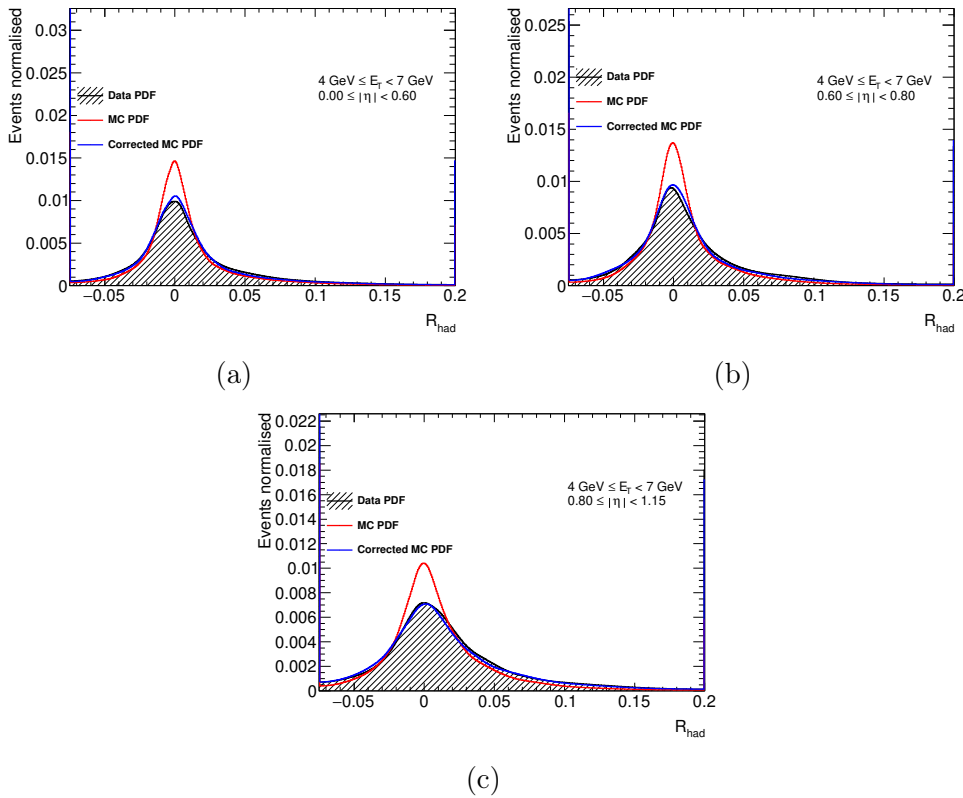 Events normalised
0.03
0.025
0.02
0.015
0.01
0.005
0
Data PDF
MC PDF
Corrected MC PDF
4 GeV ≤ E_T < 7 GeV
0.00 ≤ |η| < 0.60
−0.05 0 0.05 0.1 0.15 0.2
R_had
(a)
Events normalised
0.025
0.02
0.015
0.01
0.005
0
Data PDF
MC PDF
Corrected MC PDF
4 GeV ≤ E_T < 7 GeV
0.60 ≤ |η| < 0.80
−0.05 0 0.05 0.1 0.15 0.2
R_had
(b)
Events normalised
0.022
0.02
0.018
0.016
0.014
0.012
0.01
0.008
0.006
0.004
0.002
0
Data PDF
MC PDF
Corrected MC PDF
4 GeV ≤ E_T < 7 GeV
0.80 ≤ |η| < 1.15
−0.05 0 0.05 0.1 0.15 0.2
R_had
(c)